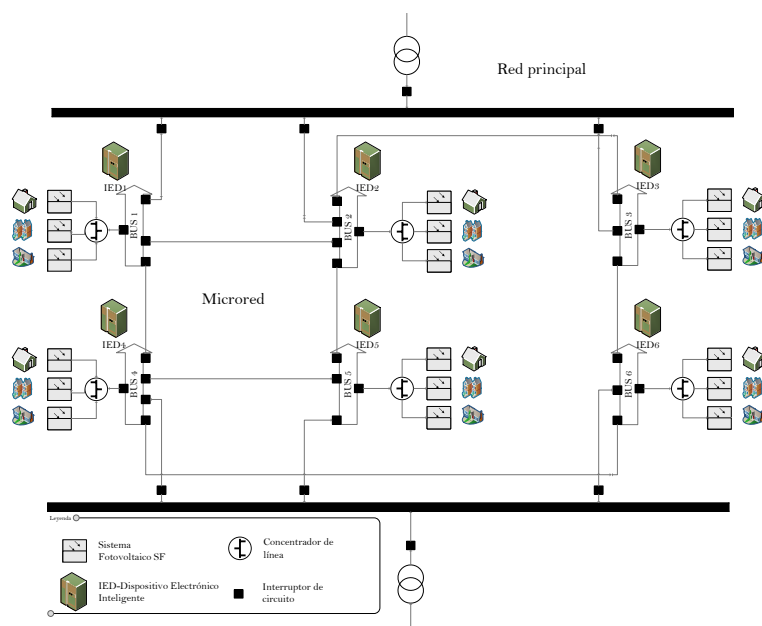 Red principal
IED1
IED2
IED3
BUS 1
BUS 2
BUS 3
Microred
IED4
IED5
IED6
BUS 4
BUS 5
BUS 6
Leyenda
Sistema
Fotovoltaico SF
Concentrador de
línea
IED-Dispositivo Electrónico
Inteligente
Interruptor de
circuito